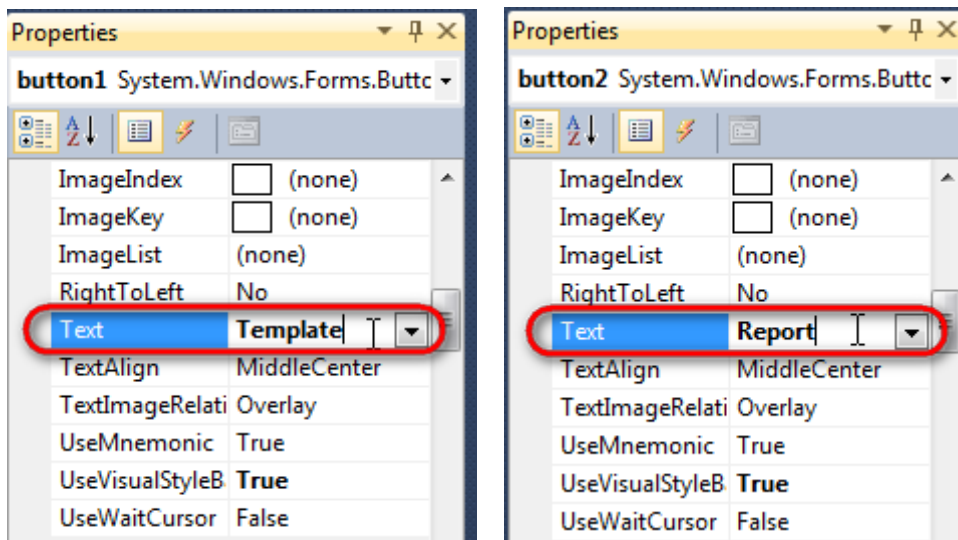 Properties
button1 System.Windows.Forms.Buttc
ImageIndex (none)
ImageKey (none)
ImageList (none)
RightToLeft No
Text Template
TextAlign MiddleCenter
TextImageRelati Overlay
UseMnemonic True
UseVisualStyleB True
UseWaitCursor False
Properties
button2 System.Windows.Forms.Buttc
ImageIndex (none)
ImageKey (none)
ImageList (none)
RightToLeft No
Text Report
TextAlign MiddleCenter
TextImageRelati Overlay
UseMnemonic True
UseVisualStyleB True
UseWaitCursor False